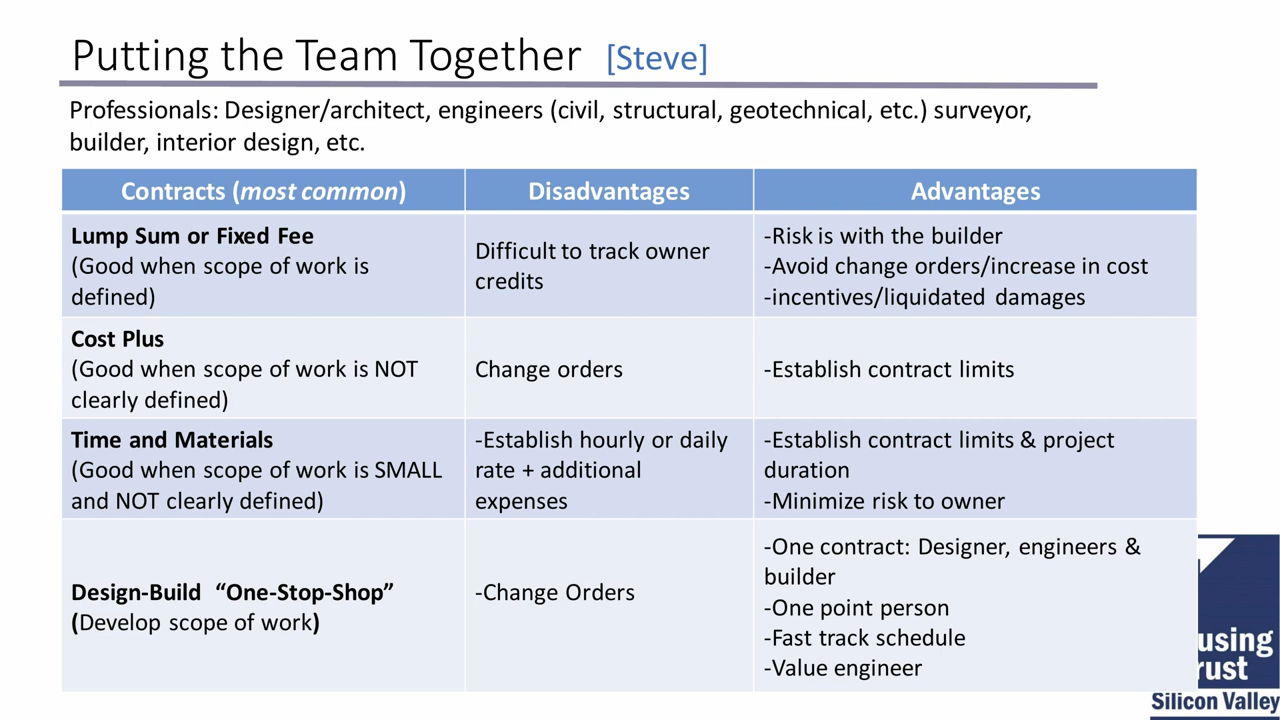 Putting the Team Together [Steve]
Professionals: Designer/architect, engineers (civil, structural, geotechnical, etc.) surveyor,
builder, interior design, etc.
Contracts (most common)
Disadvantages
Advantages
Lump Sum or Fixed Fee
(Good when scope of work is
defined)
Difficult to track owner
credits
-Risk is with the builder
-Avoid change orders/increase in cost
-incentives/liquidated damages
Cost Plus
(Good when scope of work is NOT
clearly defined)
Change orders
-Establish contract limits
Time and Materials
(Good when scope of work is SMALL
and NOT clearly defined)
-Establish hourly or daily
rate + additional
expenses
-Establish contract limits & project
duration
-Minimize risk to owner
Design-Build “One-Stop-Shop”
(Develop scope of work)
-Change Orders
-One contract: Designer, engineers &
builder
-One point person
-Fast track schedule
-Value engineer
using
rust
Silicon Valley